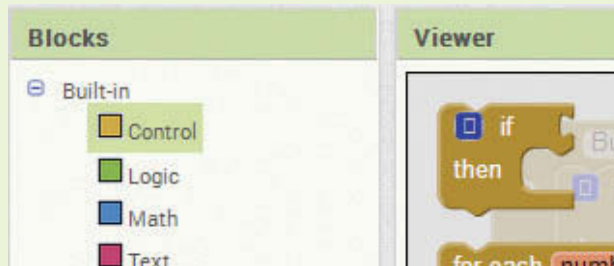 Blocks
Viewer
Built-in
Control
Logic
Math
Text
if
then
for each